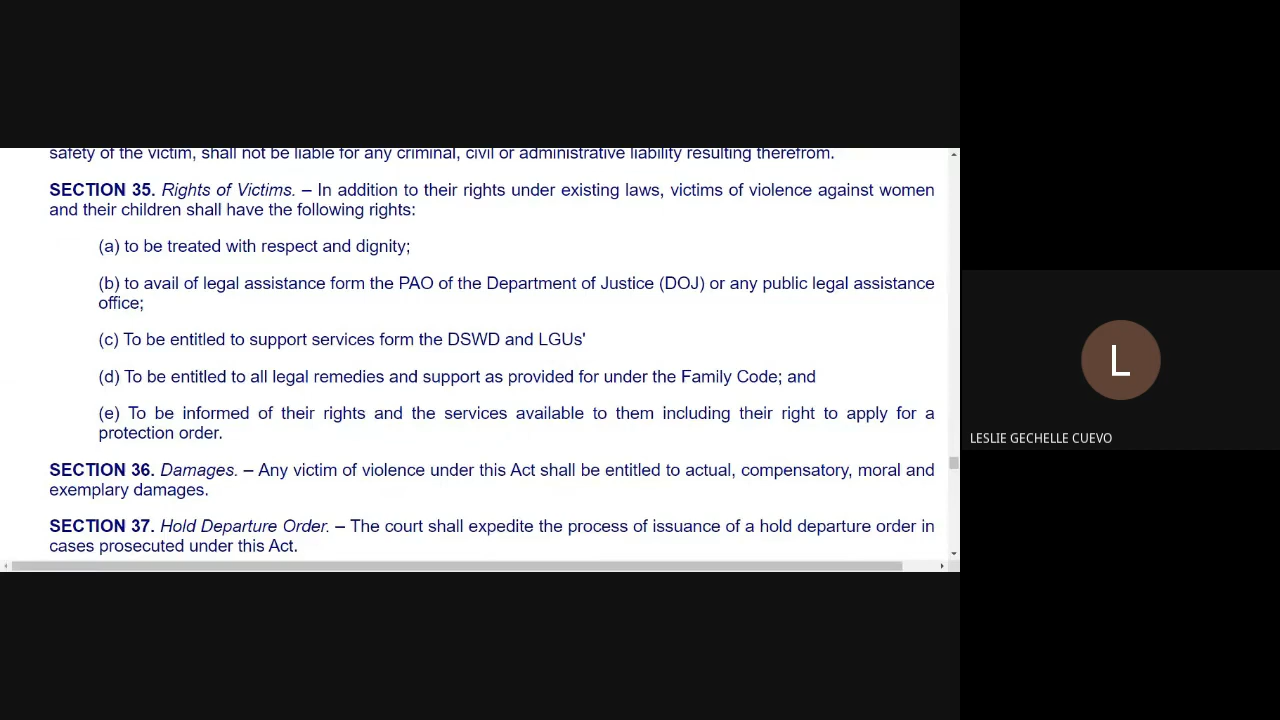 safety of the victim, shall not be liable for any criminal, civil or administrative liability resulting therefrom.
SECTION 35. Rights of Victims. – In addition to their rights under existing laws, victims of violence against women
and their children shall have the following rights:
(a) to be treated with respect and dignity;
(b) to avail of legal assistance form the PAO of the Department of Justice (DOJ) or any public legal assistance
office;
(c) To be entitled to support services form the DSWD and LGUs'
(d) To be entitled to all legal remedies and support as provided for under the Family Code; and
(e) To be informed of their rights and the services available to them including their right to apply for a
protection order.
SECTION 36. Damages. – Any victim of violence under this Act shall be entitled to actual, compensatory, moral and
exemplary damages.
SECTION 37. Hold Departure Order. – The court shall expedite the process of issuance of a hold departure order in
cases prosecuted under this Act.
L
LESLIE GECHELLE CUEVO